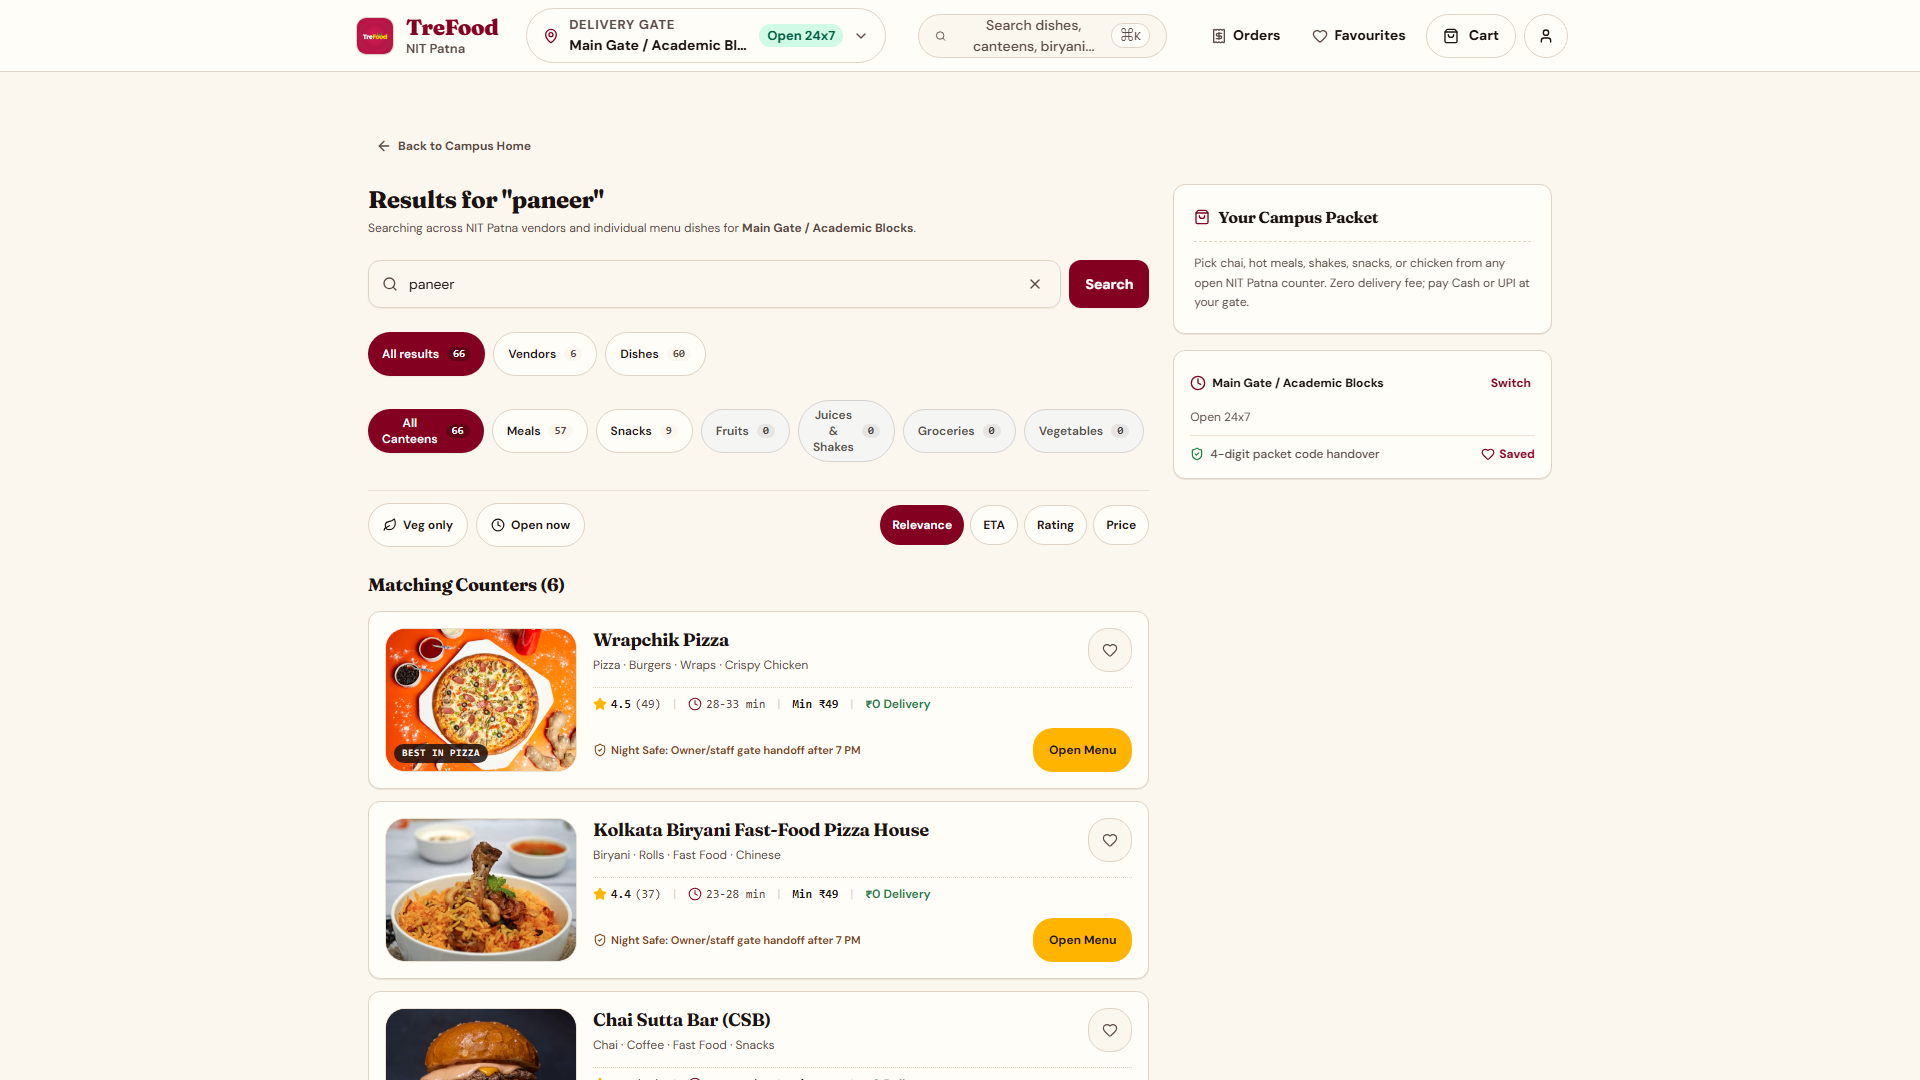 TreFood
TreFood
NIT Patna
DELIVERY GATE
Main Gate / Academic Bl...
Open 24x7
Search dishes,
canteens, biryani...
⌘K
Orders
Favourites
Cart
Back to Campus Home
Results for "paneer"
Searching across NIT Patna vendors and individual menu dishes for Main Gate / Academic Blocks.
paneer
Search
All results 66
Vendors 6
Dishes 60
All
Canteens 66
Meals 57
Snacks 9
Fruits 0
Juices
&
Shakes 0
Groceries 0
Vegetables 0
Veg only
Open now
Relevance
ETA
Rating
Price
Matching Counters (6)
BEST IN PIZZA
Wrapchik Pizza
Pizza · Burgers · Wraps · Crispy Chicken
4.5 (49) | 28-33 min | Min ₹49 | ₹0 Delivery
Night Safe: Owner/staff gate handoff after 7 PM
Open Menu
Kolkata Biryani Fast-Food Pizza House
Biryani · Rolls · Fast Food · Chinese
4.4 (37) | 23-28 min | Min ₹49 | ₹0 Delivery
Night Safe: Owner/staff gate handoff after 7 PM
Open Menu
Chai Sutta Bar (CSB)
Chai · Coffee · Fast Food · Snacks
Your Campus Packet
Pick chai, hot meals, shakes, snacks, or chicken from any
open NIT Patna counter. Zero delivery fee; pay Cash or UPI at
your gate.
Main Gate / Academic Blocks
Switch
Open 24x7
4-digit packet code handover
Saved